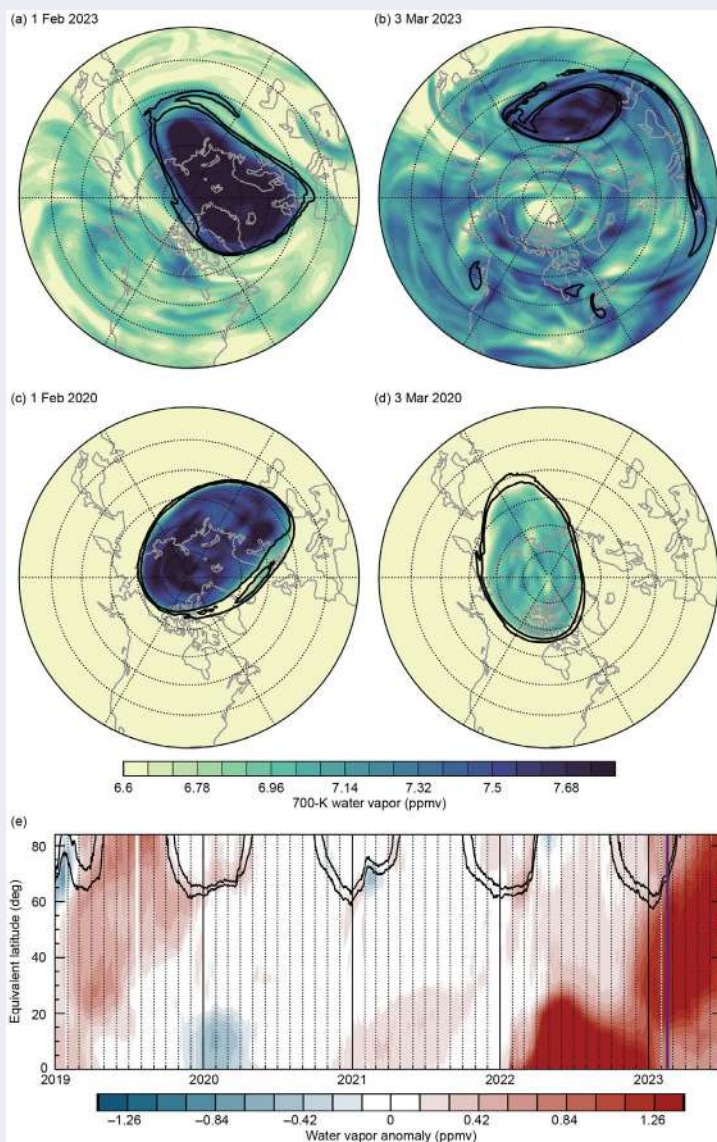 (a) 1 Feb 2023
(b) 3 Mar 2023
(c) 1 Feb 2020
(d) 3 Mar 2020
6.6 6.78 6.96 7.14 7.32 7.5 7.68
700-K water vapor (ppmv)
(e)
80
60
40
20
0
Equivalent latitude (deg)
2019 2020 2021 2022 2023
−1.26 −0.84 −0.42 0 0.42 0.84 1.26
Water vapor anomaly (ppmv)